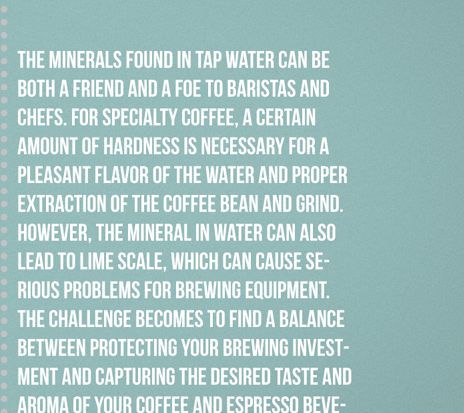 THE MINERALS FOUND IN TAP WATER CAN BE
BOTH A FRIEND AND A FOE TO BARISTAS AND
CHEFS. FOR SPECIALTY COFFEE, A CERTAIN
AMOUNT OF HARDNESS IS NECESSARY FOR A
PLEASANT FLAVOR OF THE WATER AND PROPER
EXTRACTION OF THE COFFEE BEAN AND GRIND.
HOWEVER, THE MINERAL IN WATER CAN ALSO
LEAD TO LIME SCALE, WHICH CAN CAUSE SE-
RIOUS PROBLEMS FOR BREWING EQUIPMENT.
THE CHALLENGE BECOMES TO FIND A BALANCE
BETWEEN PROTECTING YOUR BREWING INVEST-
MENT AND CAPTURING THE DESIRED TASTE AND
AROMA OF YOUR COFFEE AND ESPRESSO BEVE-